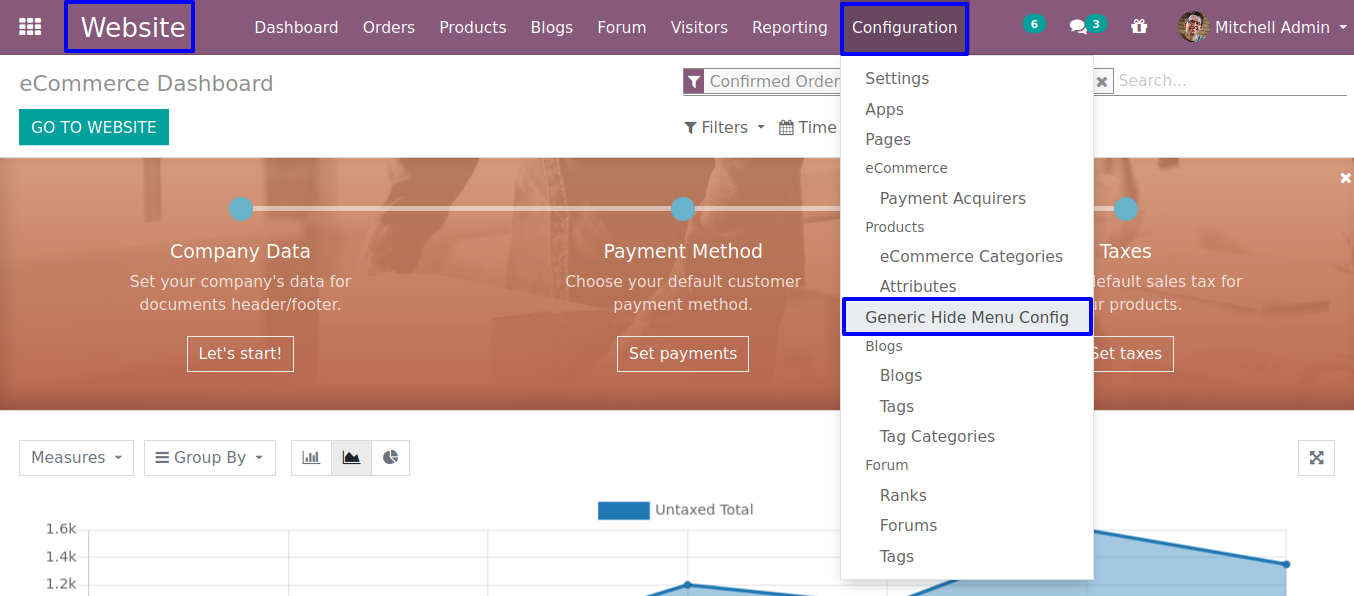 Website Dashboard Orders Products Blogs Forum Visitors Reporting Configuration 6 3 Mitchell Admin
eCommerce Dashboard
Confirmed Order
Search...
GO TO WEBSITE
Filters Time
Settings
Apps
Pages
eCommerce
Payment Acquirers
Products
eCommerce Categories
Attributes
Generic Hide Menu Config
Blogs
Blogs
Tags
Tag Categories
Forum
Ranks
Forums
Tags
Company Data
Set your company's data for
documents header/footer.
Let's start!
Payment Method
Choose your default customer
payment method.
Set payments
Taxes
default sales tax for
products.
Set taxes
Measures Group By
Untaxed Total
1.6k
1.4k
1.2k